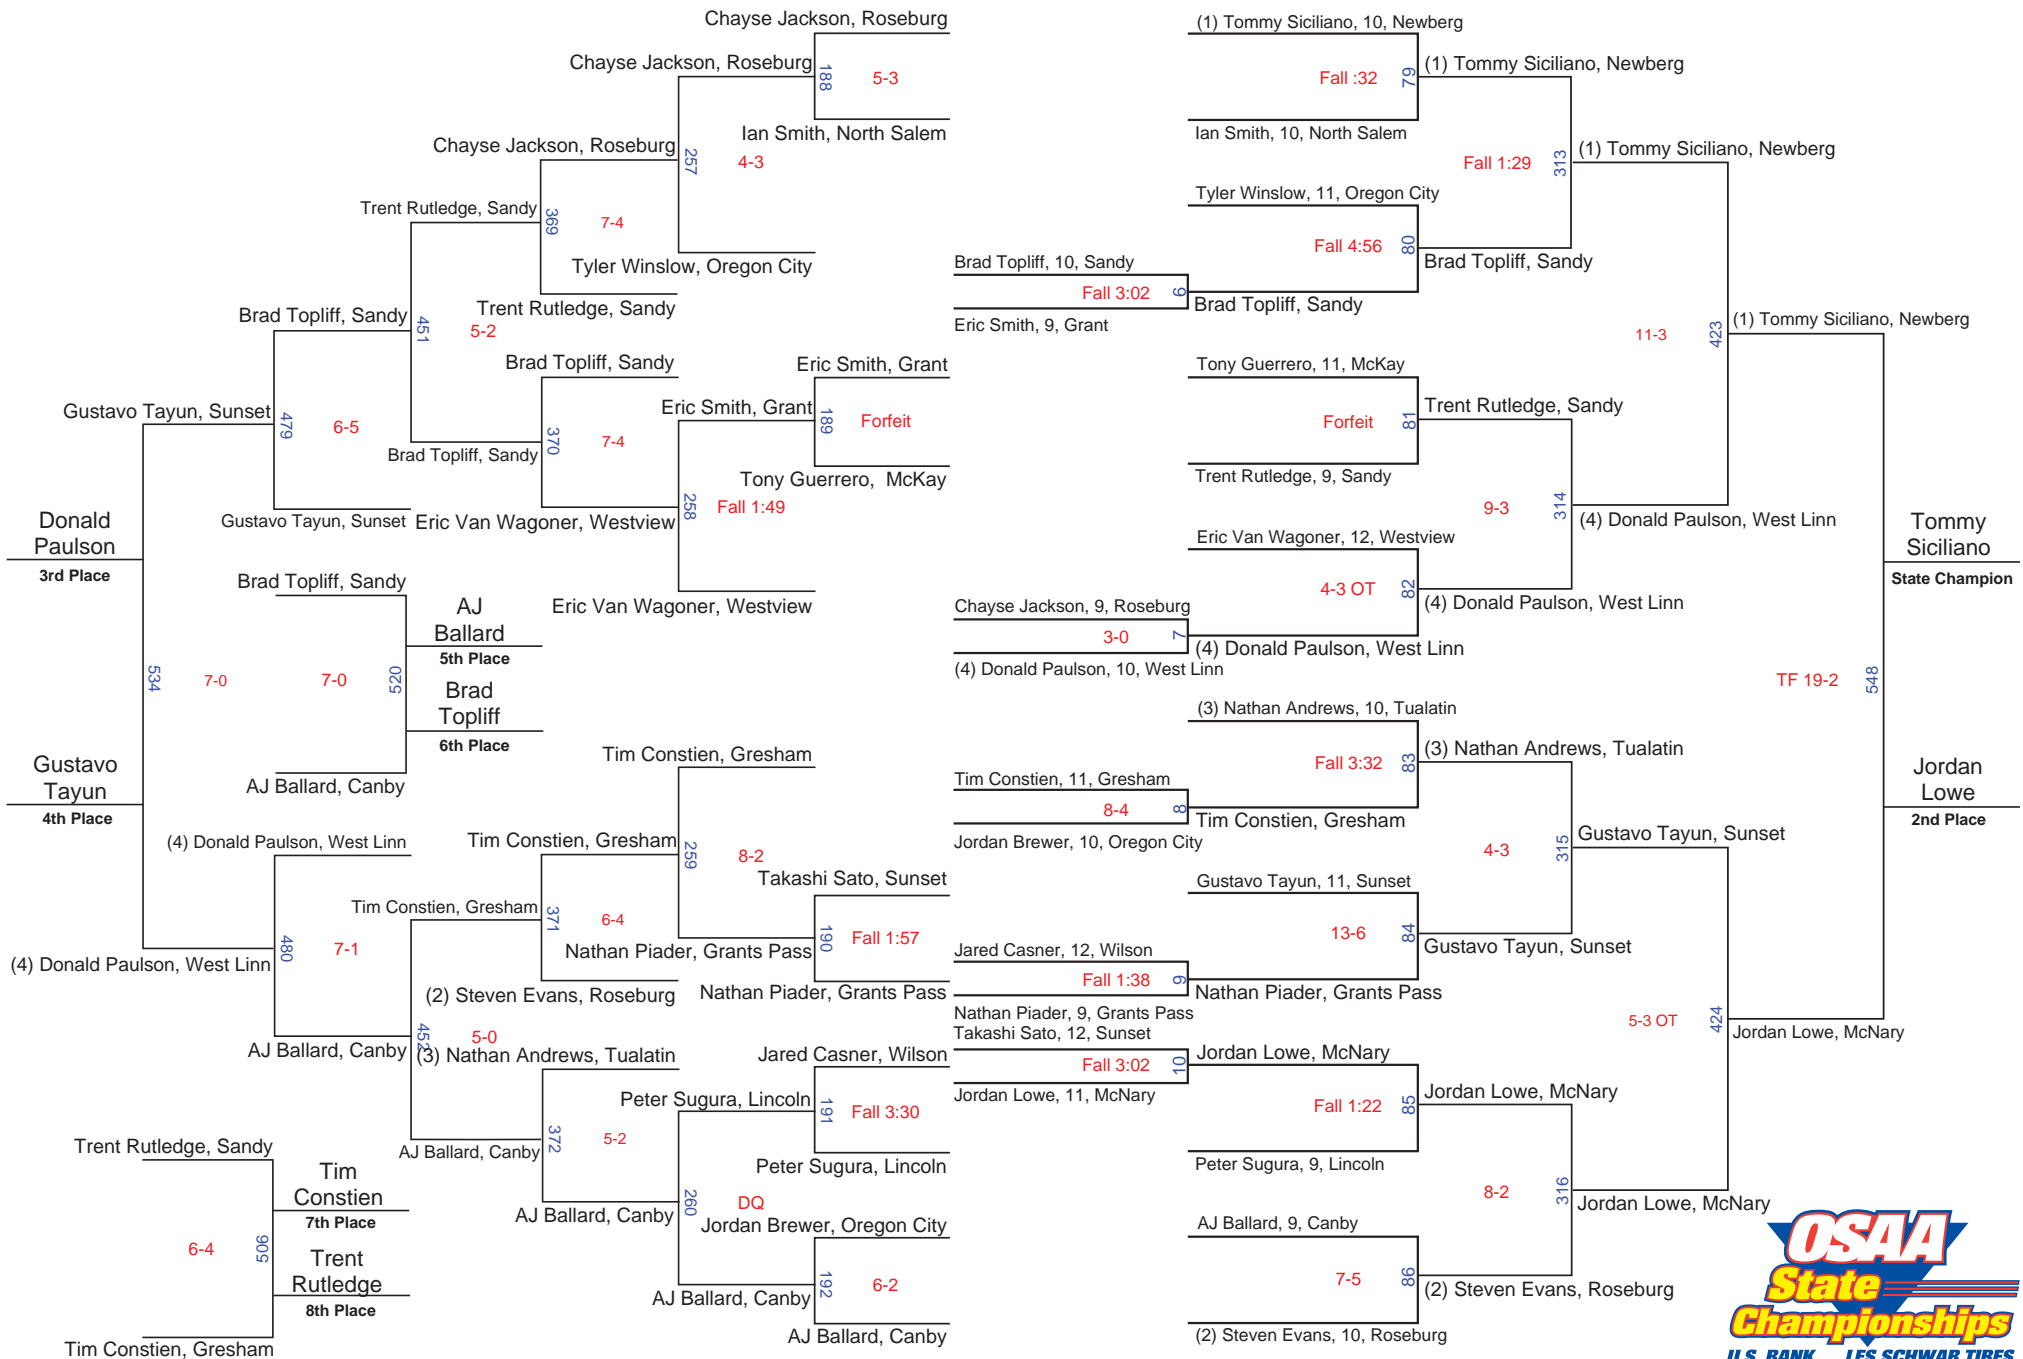 Chayse Jackson, Roseburg
Chayse Jackson, Roseburg
188
5-3
Ian Smith, North Salem
Chayse Jackson, Roseburg
257
4-3
Trent Rutledge, Sandy
369
7-4
Tyler Winslow, Oregon City
Trent Rutledge, Sandy
Brad Topliff, Sandy
451
5-2
Brad Topliff, Sandy
Eric Smith, Grant
Gustavo Tayun, Sunset
479
6-5
Eric Smith, Grant
189
Forfeit
370
7-4
Brad Topliff, Sandy
Tony Guerrero, McKay
258
Fall 1:49
Gustavo Tayun, Sunset
Eric Van Wagoner, Westview
Donald
Paulson
3rd Place
Brad Topliff, Sandy
Eric Van Wagoner, Westview
AJ
Ballard
5th Place
534
7-0
7-0
520
Brad
Topliff
6th Place
Gustavo
Tayun
4th Place
AJ Ballard, Canby
Tim Constien, Gresham
(4) Donald Paulson, West Linn
Tim Constien, Gresham
259
8-2
Takashi Sato, Sunset
Tim Constien, Gresham
371
6-4
Nathan Piader, Grants Pass
190
Fall 1:57
(4) Donald Paulson, West Linn
480
7-1
(2) Steven Evans, Roseburg
Nathan Piader, Grants Pass
AJ Ballard, Canby
452
5-0
(3) Nathan Andrews, Tualatin
Jared Casner, Wilson
Peter Sugura, Lincoln
191
Fall 3:30
AJ Ballard, Canby
372
5-2
Peter Sugura, Lincoln
AJ Ballard, Canby
260
DQ
Jordan Brewer, Oregon City
AJ Ballard, Canby
192
6-2
AJ Ballard, Canby
Trent Rutledge, Sandy
Tim
Constien
7th Place
6-4
506
Trent
Rutledge
8th Place
Tim Constien, Gresham
(1) Tommy Siciliano, 10, Newberg
Fall :32
79
(1) Tommy Siciliano, Newberg
Ian Smith, 10, North Salem
Fall 1:29
313
(1) Tommy Siciliano, Newberg
Tyler Winslow, 11, Oregon City
Fall 4:56
80
Brad Topliff, Sandy
Brad Topliff, 10, Sandy
Fall 3:02
6
Brad Topliff, Sandy
Eric Smith, 9, Grant
11-3
423
(1) Tommy Siciliano, Newberg
Tony Guerrero, 11, McKay
Forfeit
81
Trent Rutledge, Sandy
Trent Rutledge, 9, Sandy
9-3
314
(4) Donald Paulson, West Linn
Eric Van Wagoner, 12, Westview
4-3 OT
82
(4) Donald Paulson, West Linn
Chayse Jackson, 9, Roseburg
3-0
7
(4) Donald Paulson, West Linn
(4) Donald Paulson, 10, West Linn
Tommy
Siciliano
State Champion
TF 19-2
548
(3) Nathan Andrews, 10, Tualatin
Fall 3:32
83
(3) Nathan Andrews, Tualatin
Tim Constien, 11, Gresham
8-4
8
Tim Constien, Gresham
Jordan Brewer, 10, Oregon City
4-3
315
Gustavo Tayun, Sunset
Jordan
Lowe
2nd Place
Gustavo Tayun, 11, Sunset
13-6
84
Gustavo Tayun, Sunset
Jared Casner, 12, Wilson
Fall 1:38
9
Nathan Piader, Grants Pass
Nathan Piader, 9, Grants Pass
5-3 OT
424
Jordan Lowe, McNary
Takashi Sato, 12, Sunset
Fall 3:02
10
Jordan Lowe, McNary
Jordan Lowe, 11, McNary
Fall 1:22
85
Jordan Lowe, McNary
Peter Sugura, 9, Lincoln
8-2
316
Jordan Lowe, McNary
AJ Ballard, 9, Canby
7-5
86
(2) Steven Evans, Roseburg
(2) Steven Evans, 10, Roseburg
OSAA
State
Championships
U.S. BANK LES SCHWAB TIRES